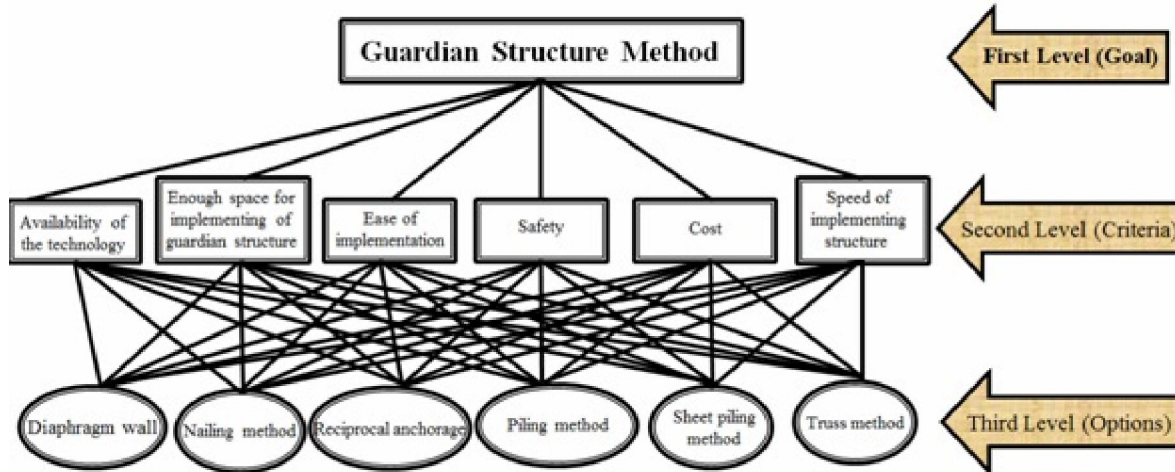 Guardian Structure Method
First Level (Goal)
Availability of
the technology
Enough space for
implementing of
guardian structure
Ease of
implementation
Safety
Cost
Speed of
implementing
structure
Second Level (Criteria)
Diaphragm wall
Nailing method
Reciprocal anchorage
Piling method
Sheet piling
method
Truss method
Third Level (Options)